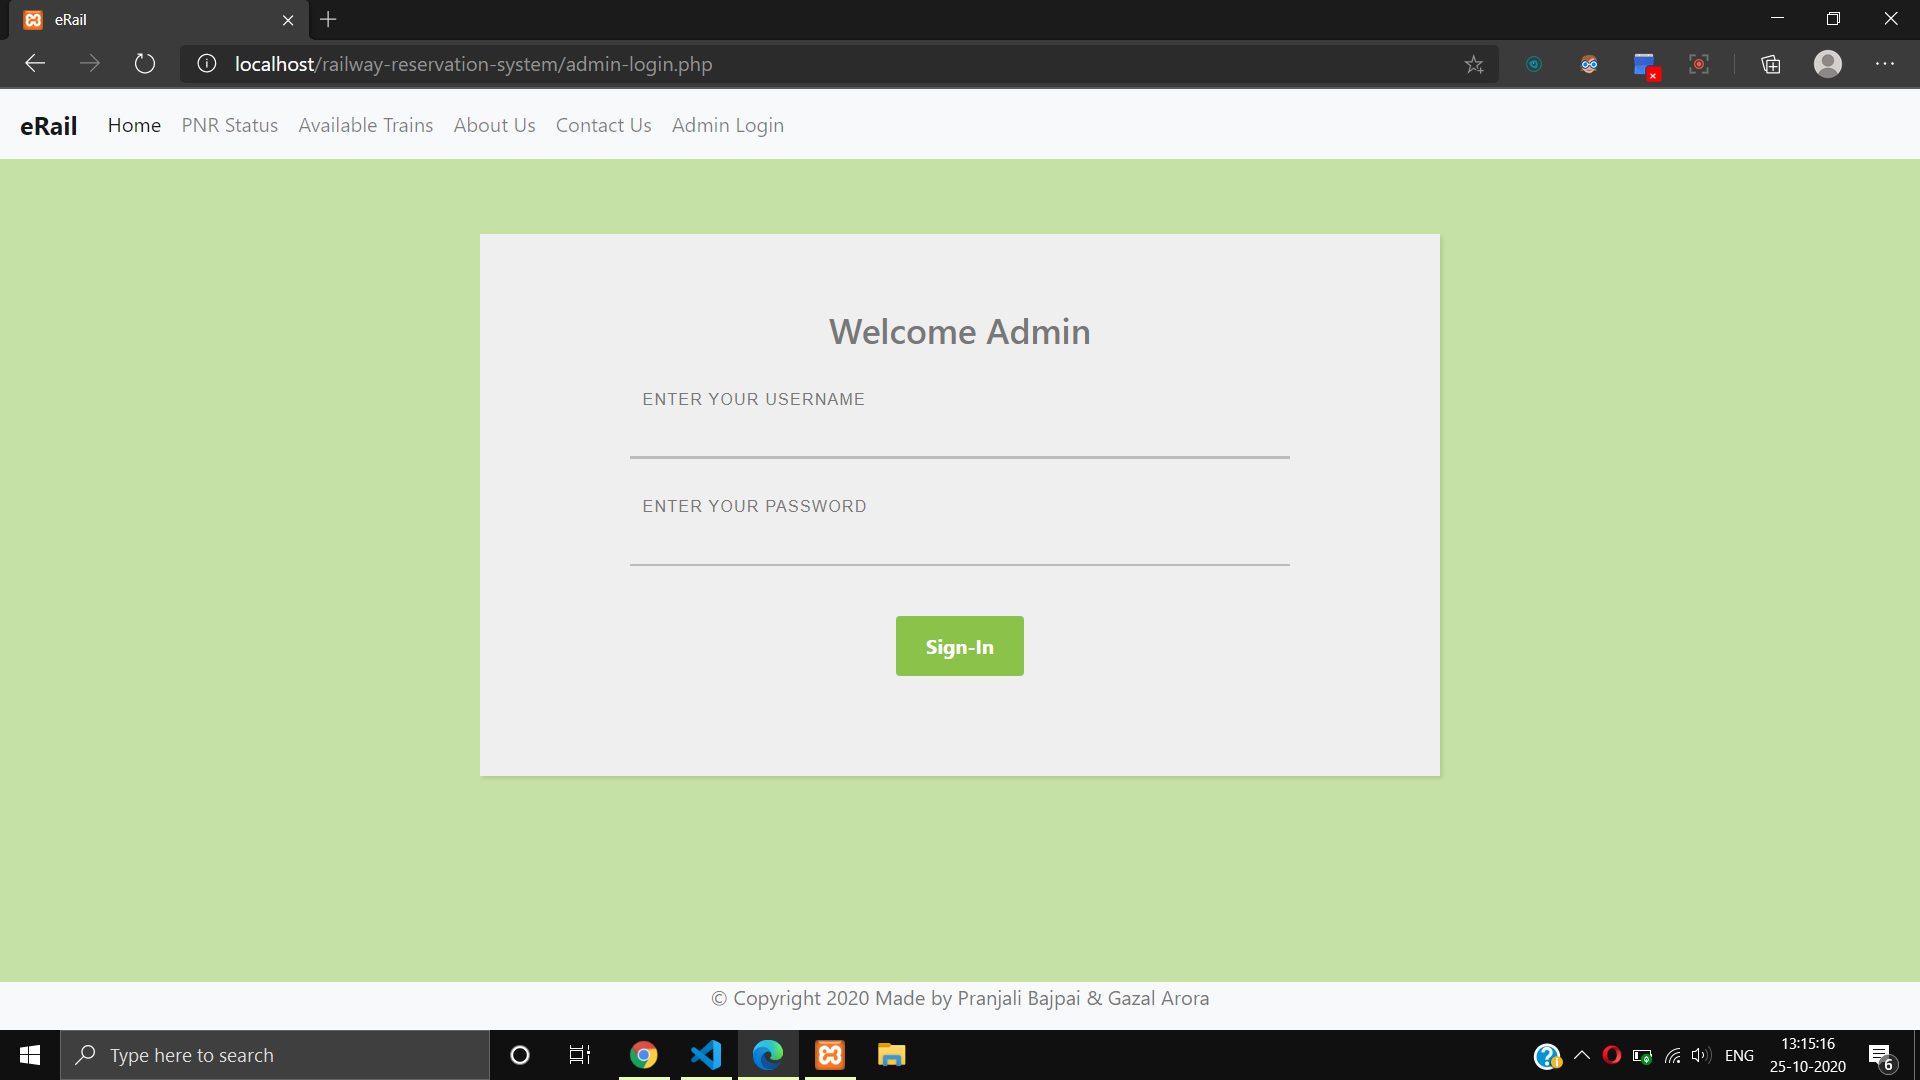 eRail
localhost/railway-reservation-system/admin-login.php
eRail Home PNR Status Available Trains About Us Contact Us Admin Login
Welcome Admin
ENTER YOUR USERNAME
ENTER YOUR PASSWORD
Sign-In
© Copyright 2020 Made by Pranjali Bajpai & Gazal Arora
Type here to search
ENG
13:15:16
25-10-2020
6